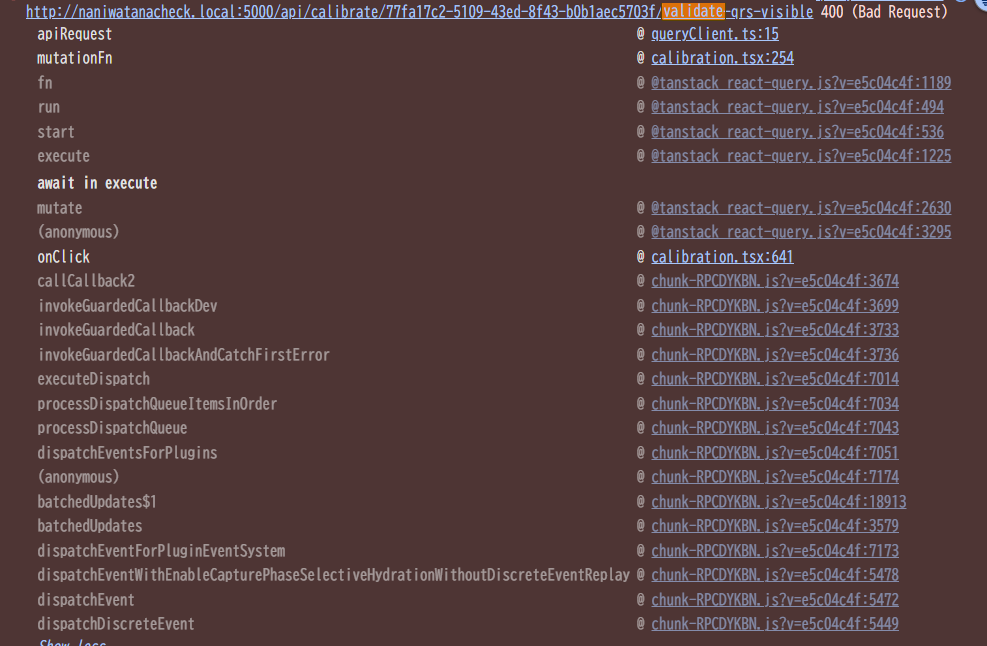 http://naniwatanacheck.local:5000/api/calibrate/77fa17c2-5109-43ed-8f43-b0b1aec5703f/validate-qrs-visible 400 (Bad Request)
apiRequest @ queryClient.ts:15
mutationFn @ calibration.tsx:254
fn @ @tanstack_react-query.js?v=e5c04c4f:1189
run @ @tanstack_react-query.js?v=e5c04c4f:494
start @ @tanstack_react-query.js?v=e5c04c4f:536
execute @ @tanstack_react-query.js?v=e5c04c4f:1225
await in execute
mutate @ @tanstack_react-query.js?v=e5c04c4f:2630
(anonymous) @ @tanstack_react-query.js?v=e5c04c4f:3295
onClick @ calibration.tsx:641
callCallback2 @ chunk-RPCDYKBN.js?v=e5c04c4f:3674
invokeGuardedCallbackDev @ chunk-RPCDYKBN.js?v=e5c04c4f:3699
invokeGuardedCallback @ chunk-RPCDYKBN.js?v=e5c04c4f:3733
invokeGuardedCallbackAndCatchFirstError @ chunk-RPCDYKBN.js?v=e5c04c4f:3736
executeDispatch @ chunk-RPCDYKBN.js?v=e5c04c4f:7014
processDispatchQueueItemsInOrder @ chunk-RPCDYKBN.js?v=e5c04c4f:7034
processDispatchQueue @ chunk-RPCDYKBN.js?v=e5c04c4f:7043
dispatchEventsForPlugins @ chunk-RPCDYKBN.js?v=e5c04c4f:7051
(anonymous) @ chunk-RPCDYKBN.js?v=e5c04c4f:7174
batchedUpdates$1 @ chunk-RPCDYKBN.js?v=e5c04c4f:18913
batchedUpdates @ chunk-RPCDYKBN.js?v=e5c04c4f:3579
dispatchEventForPluginEventSystem @ chunk-RPCDYKBN.js?v=e5c04c4f:7173
dispatchEventWithEnableCapturePhaseSelectiveHydrationWithoutDiscreteEventReplay @ chunk-RPCDYKBN.js?v=e5c04c4f:5478
dispatchEvent @ chunk-RPCDYKBN.js?v=e5c04c4f:5472
dispatchDiscreteEvent @ chunk-RPCDYKBN.js?v=e5c04c4f:5449
Show less